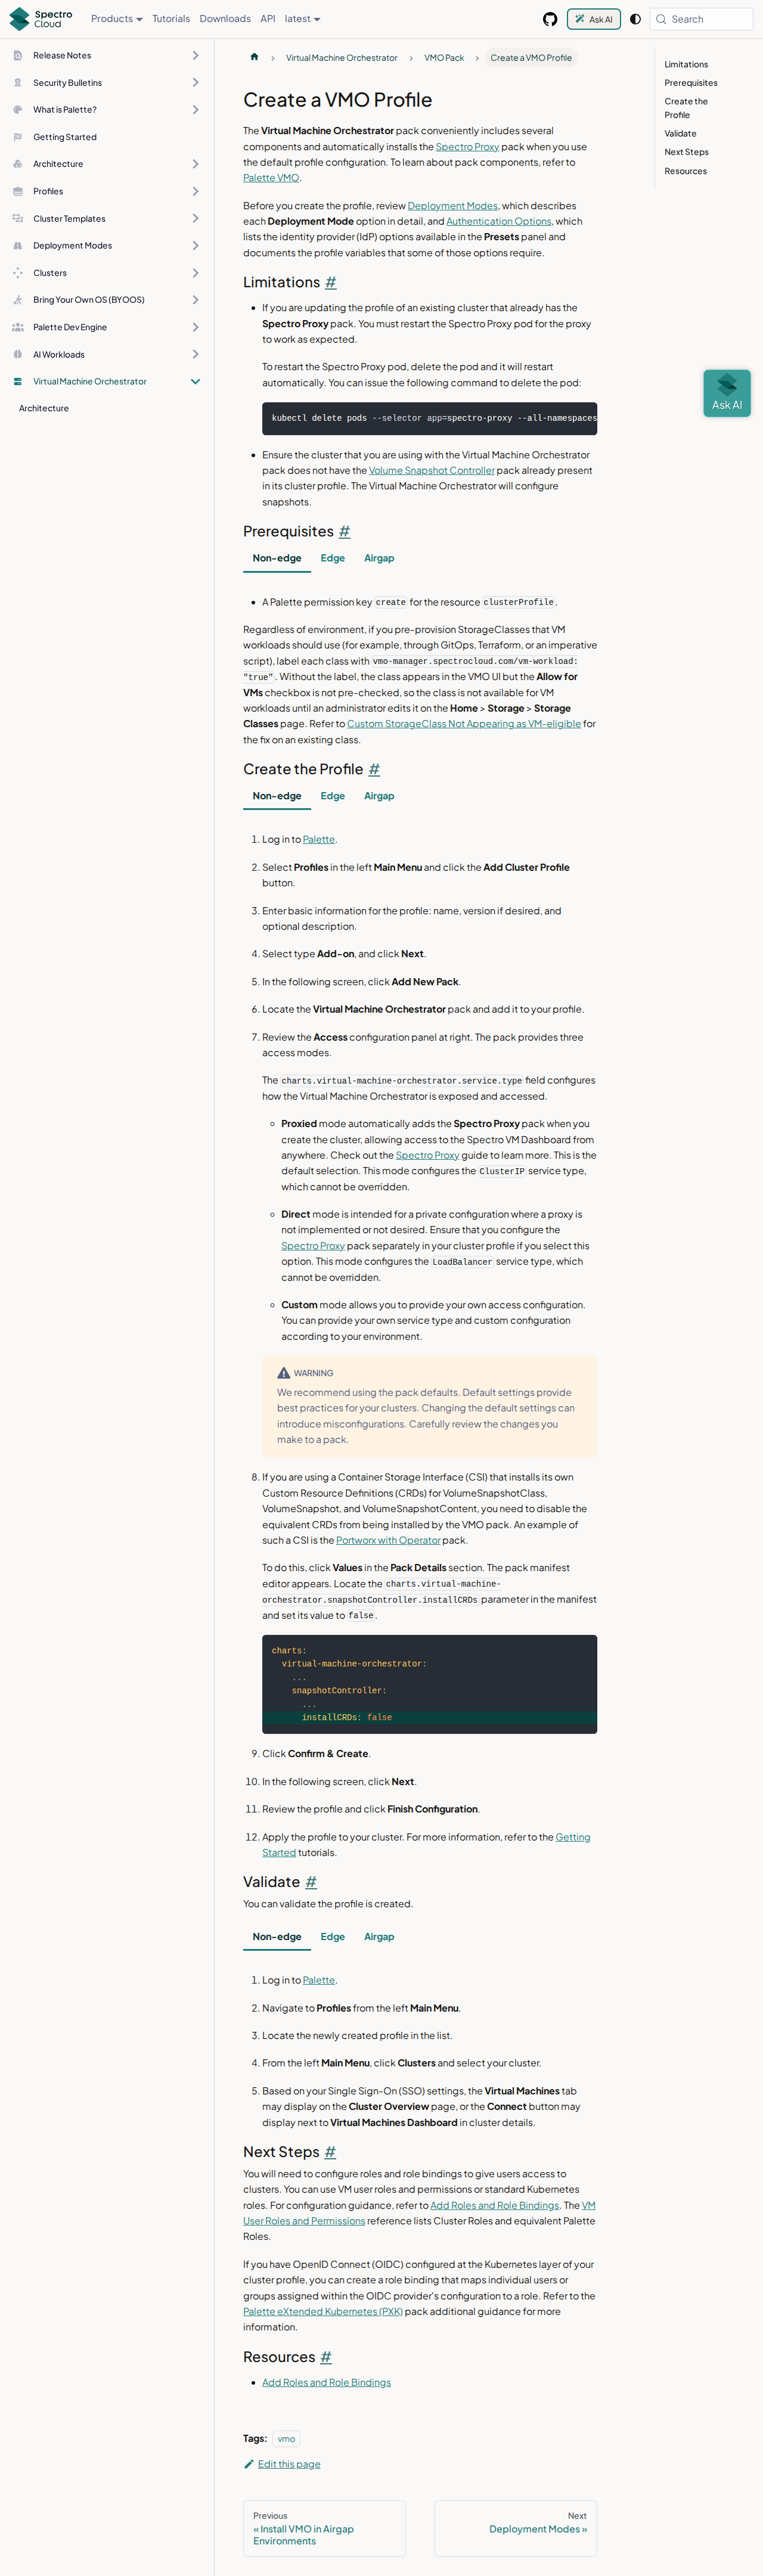 Spectro Cloud
Products
Tutorials
Downloads
API
latest
Ask AI
Search
Release Notes
Security Bulletins
What is Palette?
Getting Started
Architecture
Profiles
Cluster Templates
Deployment Modes
Clusters
Bring Your Own OS (BYOOS)
Palette Dev Engine
AI Workloads
Virtual Machine Orchestrator
Architecture
Virtual Machine Orchestrator
VMO Pack
Create a VMO Profile
Create a VMO Profile
The Virtual Machine Orchestrator pack conveniently includes several
components and automatically installs the Spectro Proxy pack when you use
the default profile configuration. To learn about pack components, refer to
Palette VMO.
Before you create the profile, review Deployment Modes, which describes
each Deployment Mode option in detail, and Authentication Options, which
lists the identity provider (IdP) options available in the Presets panel and
documents the profile variables that some of those options require.
Limitations #
If you are updating the profile of an existing cluster that already has the
Spectro Proxy pack. You must restart the Spectro Proxy pod for the proxy
to work as expected.
To restart the Spectro Proxy pod, delete the pod and it will restart
automatically. You can issue the following command to delete the pod:
kubectl delete pods --selector app=spectro-proxy --all-namespaces
Ensure the cluster that you are using with the Virtual Machine Orchestrator
pack does not have the Volume Snapshot Controller pack already present
in its cluster profile. The Virtual Machine Orchestrator will configure
snapshots.
Prerequisites #
Non-edge Edge Airgap
A Palette permission key create for the resource clusterProfile.
Regardless of environment, if you pre-provision StorageClasses that VM
workloads should use (for example, through GitOps, Terraform, or an imperative
script), label each class with vmo-manager.spectrocloud.com/vm-workload:
"true". Without the label, the class appears in the VMO UI but the Allow for
VMs checkbox is not pre-checked, so the class is not available for VM
workloads until an administrator edits it on the Home > Storage > Storage
Classes page. Refer to Custom StorageClass Not Appearing as VM-eligible for
the fix on an existing class.
Create the Profile #
Non-edge Edge Airgap
1. Log in to Palette.
2. Select Profiles in the left Main Menu and click the Add Cluster Profile
button.
3. Enter basic information for the profile: name, version if desired, and
optional description.
4. Select type Add-on, and click Next.
5. In the following screen, click Add New Pack.
6. Locate the Virtual Machine Orchestrator pack and add it to your profile.
7. Review the Access configuration panel at right. The pack provides three
access modes.
The charts.virtual-machine-orchestrator.service.type field configures
how the Virtual Machine Orchestrator is exposed and accessed.
Proxied mode automatically adds the Spectro Proxy pack when you
create the cluster, allowing access to the Spectro VM Dashboard from
anywhere. Check out the Spectro Proxy guide to learn more. This is the
default selection. This mode configures the ClusterIP service type,
which cannot be overridden.
Direct mode is intended for a private configuration where a proxy is
not implemented or not desired. Ensure that you configure the
Spectro Proxy pack separately in your cluster profile if you select this
option. This mode configures the LoadBalancer service type, which
cannot be overridden.
Custom mode allows you to provide your own access configuration.
You can provide your own service type and custom configuration
according to your environment.
WARNING
We recommend using the pack defaults. Default settings provide
best practices for your clusters. Changing the default settings can
introduce misconfigurations. Carefully review the changes you
make to a pack.
8. If you are using a Container Storage Interface (CSI) that installs its own
Custom Resource Definitions (CRDs) for VolumeSnapshotClass,
VolumeSnapshot, and VolumeSnapshotContent, you need to disable the
equivalent CRDs from being installed by the VMO pack. An example of
such a CSI is the Portworx with Operator pack.
To do this, click Values in the Pack Details section. The pack manifest
editor appears. Locate the charts.virtual-machine-
orchestrator.snapshotController.installCRDs parameter in the manifest
and set its value to false.
charts:
virtual-machine-orchestrator:
...
snapshotController:
...
installCRDs: false
9. Click Confirm & Create.
10. In the following screen, click Next.
11. Review the profile and click Finish Configuration.
12. Apply the profile to your cluster. For more information, refer to the Getting
Started tutorials.
Validate #
You can validate the profile is created.
Non-edge Edge Airgap
1. Log in to Palette.
2. Navigate to Profiles from the left Main Menu.
3. Locate the newly created profile in the list.
4. From the left Main Menu, click Clusters and select your cluster.
5. Based on your Single Sign-On (SSO) settings, the Virtual Machines tab
may display on the Cluster Overview page, or the Connect button may
display next to Virtual Machines Dashboard in cluster details.
Next Steps #
You will need to configure roles and role bindings to give users access to
clusters. You can use VM user roles and permissions or standard Kubernetes
roles. For configuration guidance, refer to Add Roles and Role Bindings. The VM
User Roles and Permissions reference lists Cluster Roles and equivalent Palette
Roles.
If you have OpenID Connect (OIDC) configured at the Kubernetes layer of your
cluster profile, you can create a role binding that maps individual users or
groups assigned within the OIDC provider's configuration to a role. Refer to the
Palette eXtended Kubernetes (PXK) pack additional guidance for more
information.
Resources #
Add Roles and Role Bindings
Tags: vmo
Edit this page
Previous
« Install VMO in Airgap
Environments
Next
Deployment Modes »
Limitations
Prerequisites
Create the
Profile
Validate
Next Steps
Resources
Ask AI